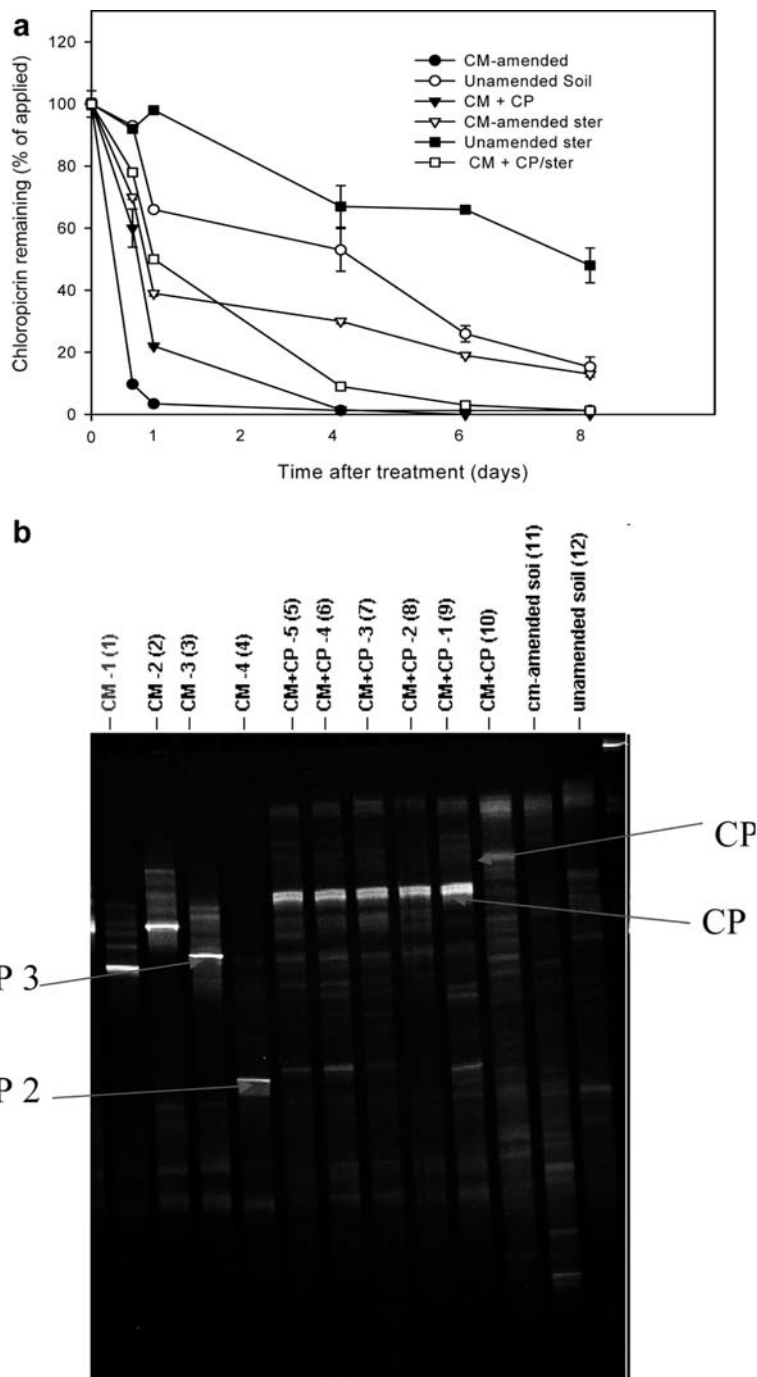 a
120
100
80
60
40
20
0
Chloropicrin remaining (% of applied)
CM-amended
Unamended Soil
CM + CP
CM-amended ster
Unamended ster
CM + CP/ster
0 1 2 4 6 8
Time after treatment (days)
b
CM -1 (1)
CM -2 (2)
CM -3 (3)
CM -4 (4)
CM+CP -5 (5)
CM+CP -4 (6)
CM+CP -3 (7)
CM+CP -2 (8)
CM+CP -1 (9)
CM+CP (10)
cm-amended soi (11)
unamended soil (12)
CP
CP
P 3
P 2